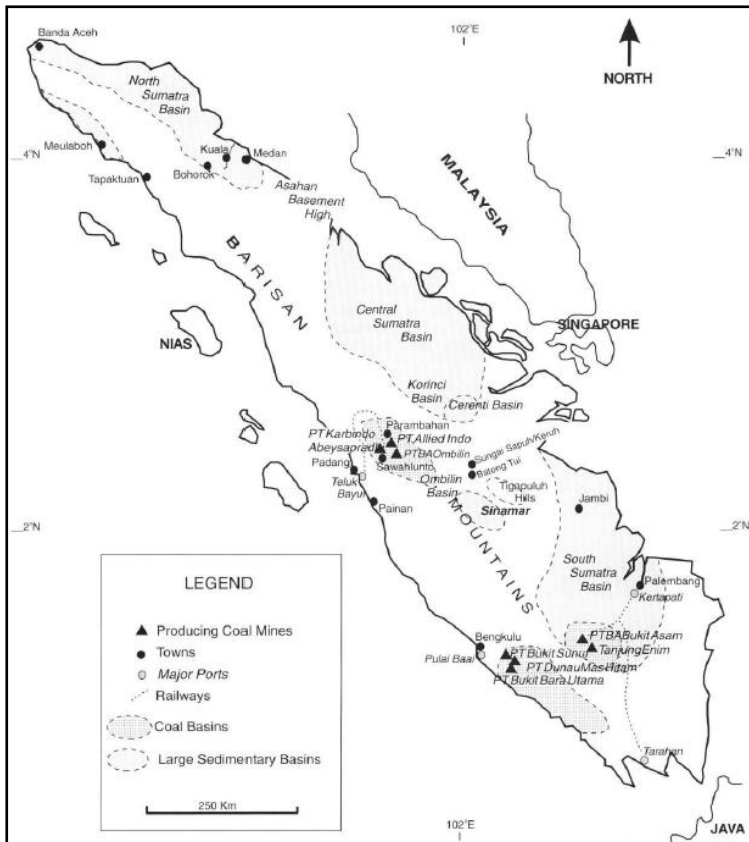 Banda Aceh
102°E
NORTH
North
Sumatra
Basin
Meulaboh
Kuala
Medan
4°N
4°N
Bohorok
Tapaktuan
Asahan
Basement
High
MALAYSIA
BARISAN
Central
Sumatra
Basin
SINGAPORE
NIAS
Korinci
Basin
Cerenti Basin
Parambahan
PT Karbindo
Abeysapradi
PT.Allied Indo
PTBA Ombilin
Sawahlunto
Padang
Teluk
Bayur
Ombilin
Basin
Sungai Sapuh/Keruh
Batong Tui
Tigapuluh
Hills
Jambi
Painan
Sinamar
2°N
2°N
MOUNTAINS
South
Sumatra
Basin
Palembang
Kertapati
LEGEND
Producing Coal Mines
Towns
Major Ports
Railways
Coal Basins
Large Sedimentary Basins
250 Km
Bengkulu
Pulai Baai
PT Bukit Sunur
PT Dunau Mas Hitam
PT Bukit Bara Utama
PTBA Bukit Asam
Tanjung Enim
Tarahan
102°E
JAVA